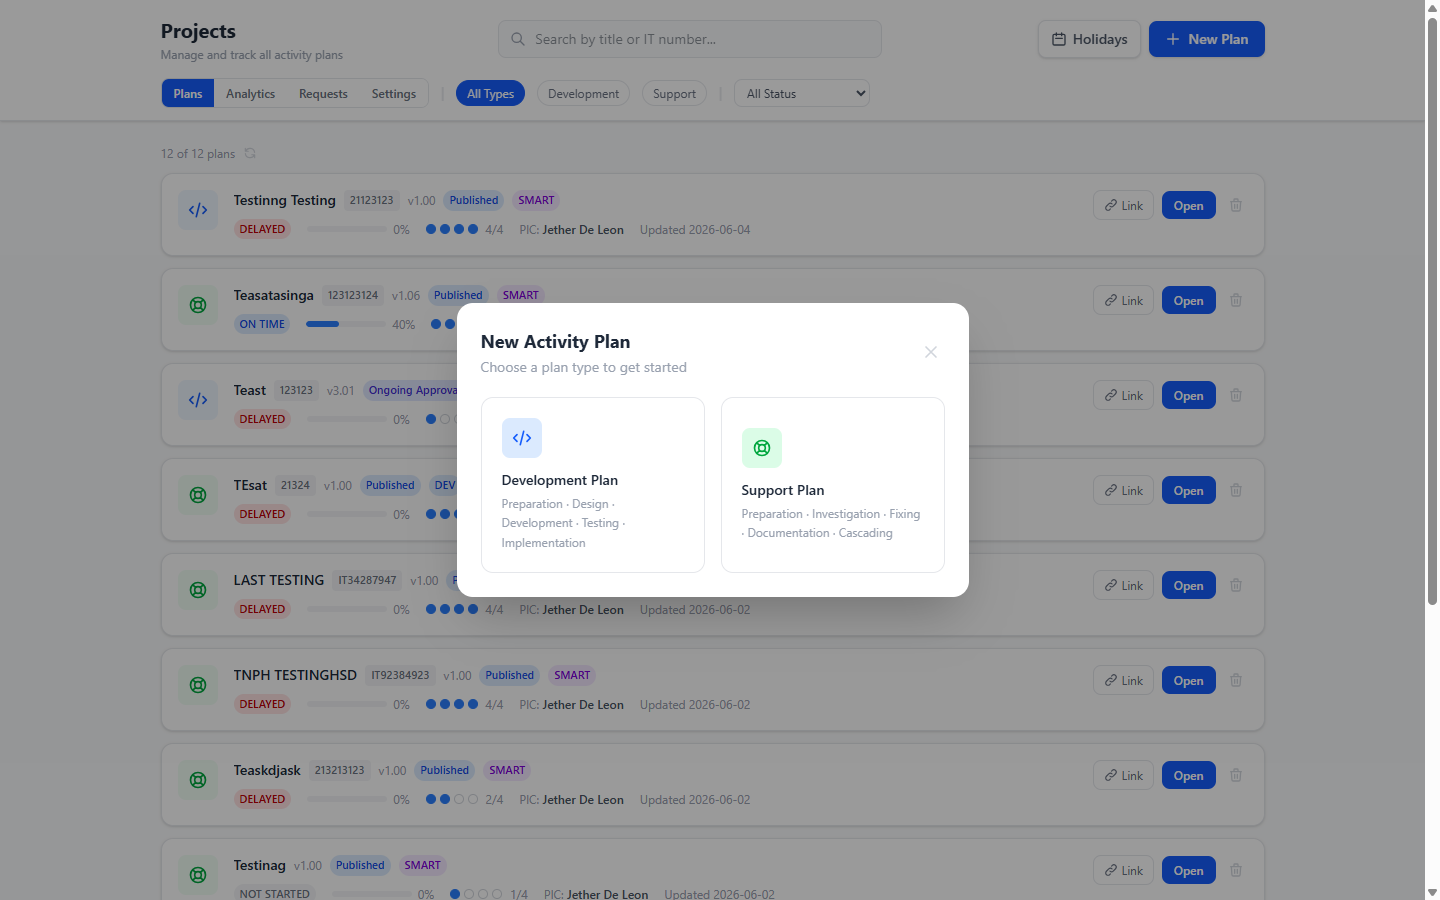 Projects
Manage and track all activity plans
Search by title or IT number...
Holidays
New Plan
Plans
Analytics
Requests
Settings
All Types
Development
Support
All Status
12 of 12 plans
Testinng Testing 21123123 v1.00 Published SMART
Link
Open
DELAYED 0% 4/4 PIC: Jether De Leon Updated 2026-06-04
Teasatasinga 123123124 v1.06 Published SMART
Link
Open
ON TIME 40%
New Activity Plan
Choose a plan type to get started
Teast 123123 v3.01 Ongoing Approva
Link
Open
DELAYED 0%
Development Plan
Preparation · Design ·
Development · Testing ·
Implementation
Support Plan
Preparation · Investigation · Fixing
· Documentation · Cascading
TEsat 21324 v1.00 Published DEV
Link
Open
DELAYED 0%
LAST TESTING IT34287947 v1.00
Link
Open
DELAYED 0% 4/4 PIC: Jether De Leon Updated 2026-06-02
TNPH TESTINGHSD IT92384923 v1.00 Published SMART
Link
Open
DELAYED 0% 4/4 PIC: Jether De Leon Updated 2026-06-02
Teaskdjask 213213123 v1.00 Published SMART
Link
Open
DELAYED 0% 2/4 PIC: Jether De Leon Updated 2026-06-02
Testinag v1.00 Published SMART
Link
Open
NOT STARTED 0% 1/4 PIC: Jether De Leon Updated 2026-06-02